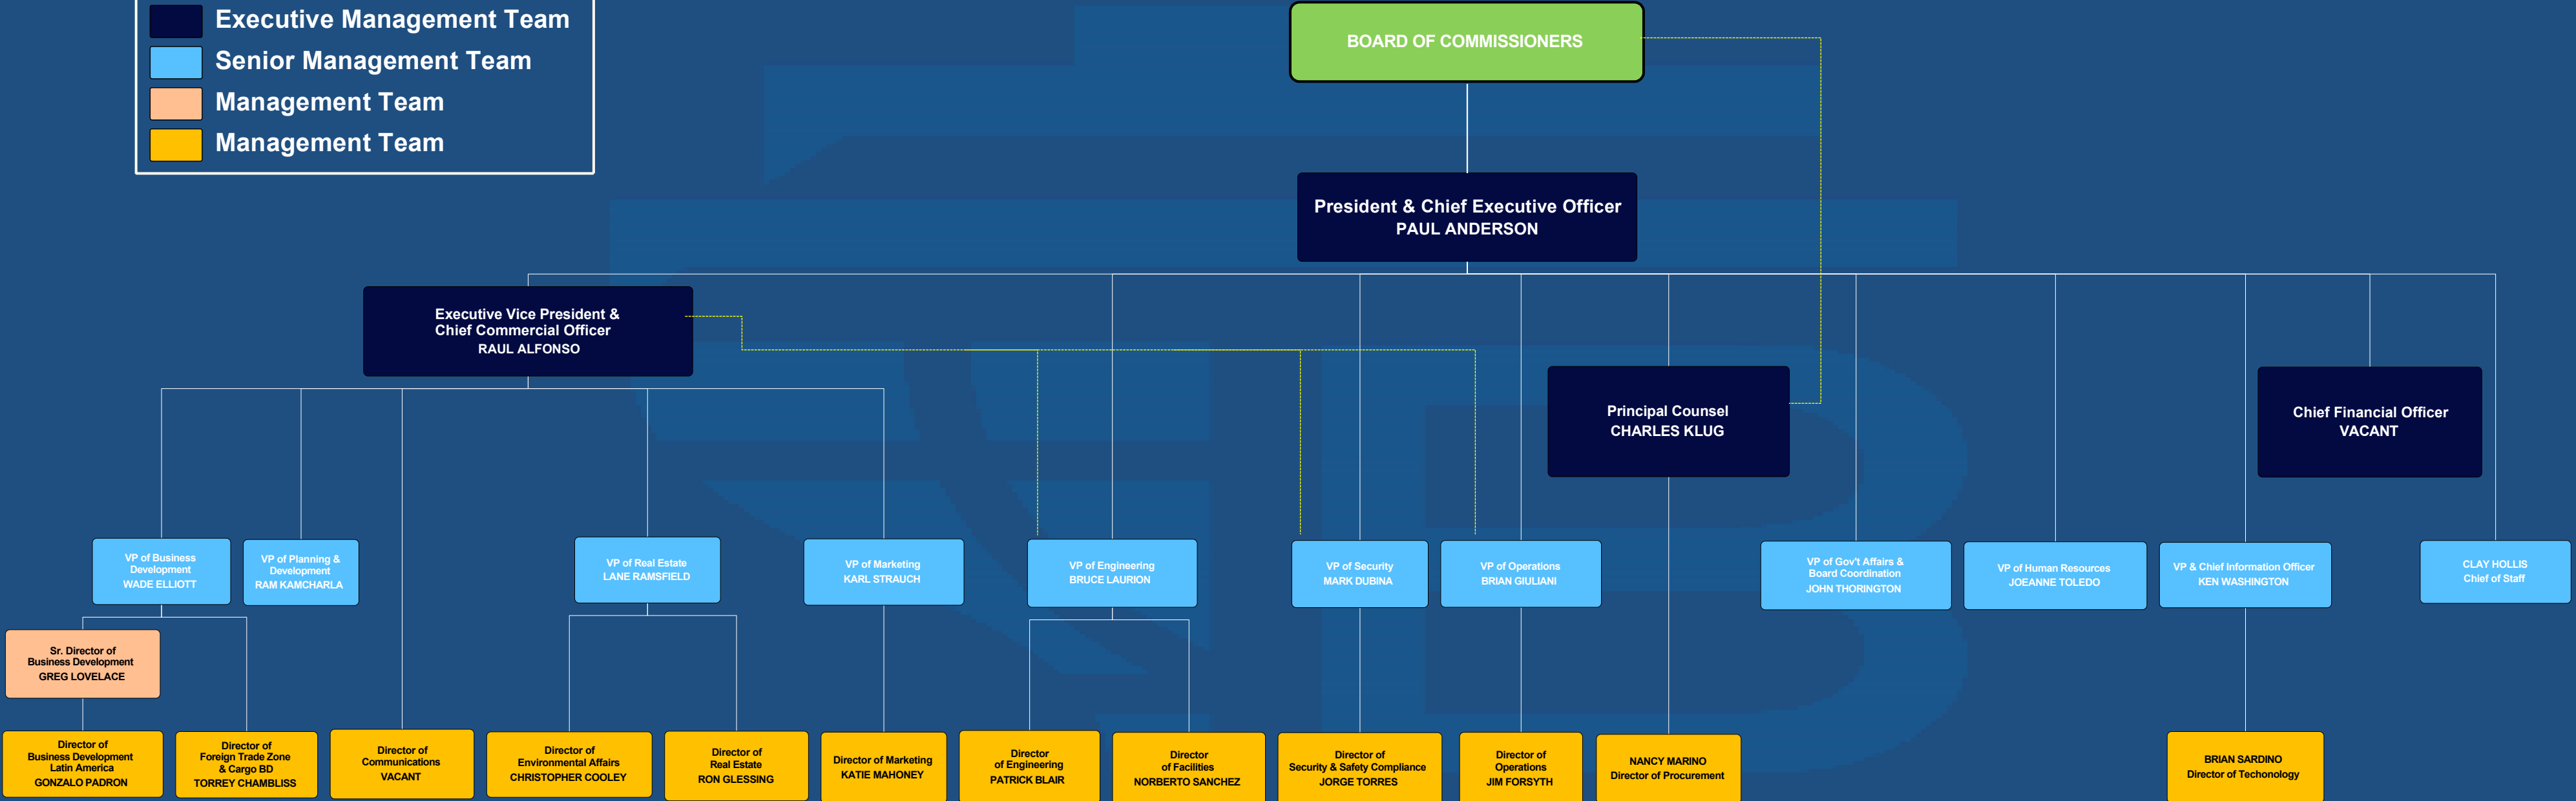 Executive Management Team
Senior Management Team
Management Team
Management Team
BOARD OF COMMISSIONERS
President & Chief Executive Officer
PAUL ANDERSON
Executive Vice President &
Chief Commercial Officer
RAUL ALFONSO
Principal Counsel
CHARLES KLUG
Chief Financial Officer
VACANT
VP of Business
Development
WADE ELLIOTT
VP of Planning &
Development
RAM KAMCHARLA
VP of Real Estate
LANE RAMSFIELD
VP of Marketing
KARL STRAUCH
VP of Engineering
BRUCE LAURION
VP of Security
MARK DUBINA
VP of Operations
BRIAN GIULIANI
VP of Gov't Affairs &
Board Coordination
JOHN THORINGTON
VP of Human Resources
JOEANNE TOLEDO
VP & Chief Information Officer
KEN WASHINGTON
CLAY HOLLIS
Chief of Staff
Sr. Director of
Business Development
GREG LOVELACE
Director of
Business Development
Latin America
GONZALO PADRON
Director of
Foreign Trade Zone
& Cargo BD
TORREY CHAMBLISS
Director of
Communications
VACANT
Director of
Environmental Affairs
CHRISTOPHER COOLEY
Director of
Real Estate
RON GLESSING
Director of Marketing
KATIE MAHONEY
Director
of Engineering
PATRICK BLAIR
Director
of Facilities
NORBERTO SANCHEZ
Director of
Security & Safety Compliance
JORGE TORRES
Director of
Operations
JIM FORSYTH
NANCY MARINO
Director of Procurement
BRIAN SARDINO
Director of Techonology